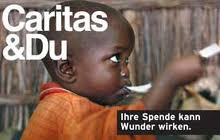 Caritas
&Du
Ihre Spende kann
Wunder wirken.